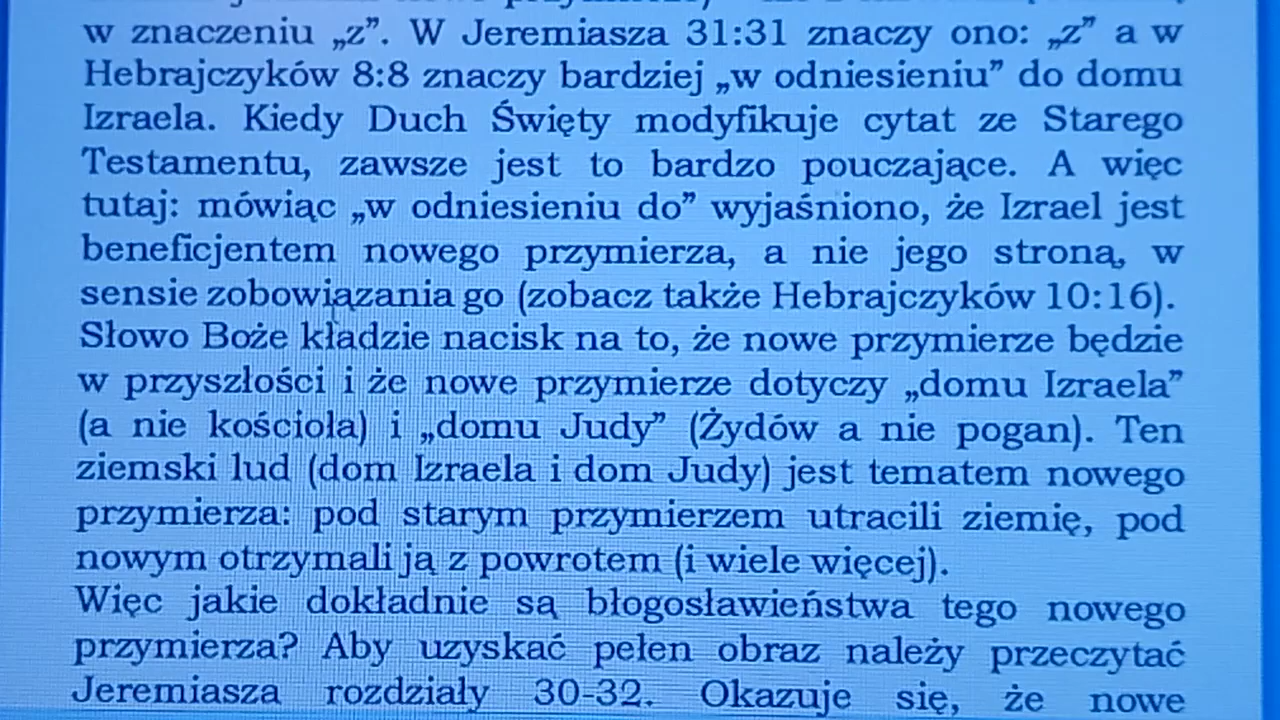 w znaczeniu „z”. W Jeremiasza 31:31 znaczy ono: „z” a w
Hebrajczyków 8:8 znaczy bardziej „w odniesieniu” do domu
Izraela. Kiedy Duch Święty modyfikuje cytat ze Starego
Testamentu, zawsze jest to bardzo pouczające. A więc
tutaj: mówiąc „w odniesieniu do” wyjaśniono, że Izrael jest
beneficjentem nowego przymierza, a nie jego stroną, w
sensie zobowiązania go (zobacz także Hebrajczyków 10:16).
Słowo Boże kładzie nacisk na to, że nowe przymierze będzie
w przyszłości i że nowe przymierze dotyczy „domu Izraela”
(a nie kościoła) i „domu Judy” (Żydów a nie pogan). Ten
ziemski lud (dom Izraela i dom Judy) jest tematem nowego
przymierza: pod starym przymierzem utracili ziemię, pod
nowym otrzymali ją z powrotem (i wiele więcej).
Więc jakie dokładnie są błogosławieństwa tego nowego
przymierza? Aby uzyskać pełen obraz należy przeczytać
Jeremiasza rozdziały 30-32. Okazuje się, że nowe